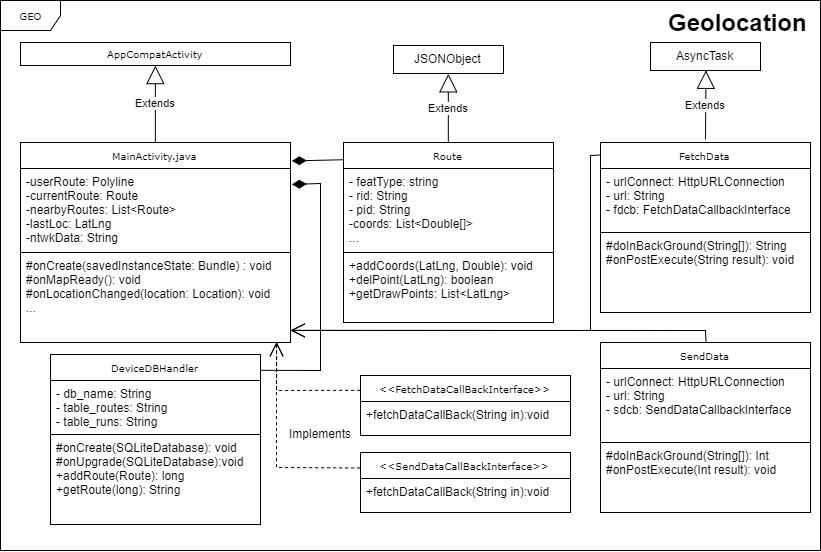 GEO
Geolocation
AppCompatActivity
JSONObject
AsyncTask
Extends
Extends
Extends
MainActivity.java
-userRoute: Polyline
-currentRoute: Route
-nearbyRoutes: List<Route>
-lastLoc: LatLng
-ntwkData: String
#onCreate(savedInstanceState: Bundle) : void
#onMapReady(): void
#onLocationChanged(location: Location): void
...
Route
- featType: string
- rid: String
- pid: String
-coords: List<Double[]>
...
+addCoords(LatLng, Double): void
+delPoint(LatLng): boolean
+getDrawPoints: List<LatLng>
FetchData
- urlConnect: HttpURLConnection
- url: String
- fdcb: FetchDataCallbackInterface
#doInBackGround(String[]): String
#onPostExecute(String result): void
DeviceDBHandler
- db_name: String
- table_routes: String
- table_runs: String
#onCreate(SQLiteDatabase): void
#onUpgrade(SQLiteDatabase):void
+addRoute(Route): long
+getRoute(long): String
Implements
<<FetchDataCallBackInterface>>
+fetchDataCallBack(String in):void
<<SendDataCallBackInterface>>
+fetchDataCallBack(String in):void
SendData
- urlConnect: HttpURLConnection
- url: String
- sdcb: SendDataCallbackInterface
#doInBackGround(String[]): Int
#onPostExecute(Int result): void